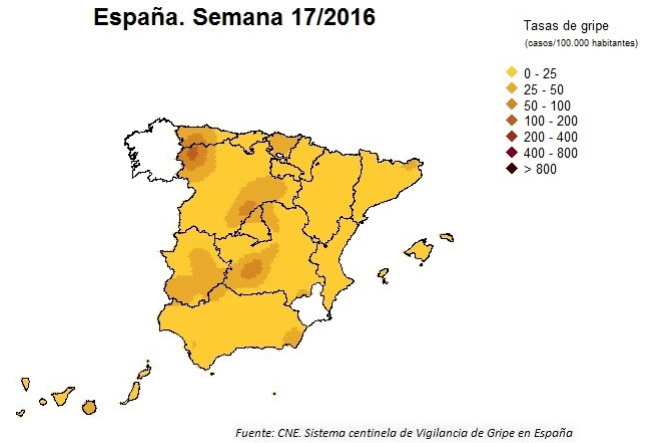 España. Semana 17/2016
Tasas de gripe
(casos/100.000 habitantes)
0 - 25
25 - 50
50 - 100
100 - 200
200 - 400
400 - 800
> 800
Fuente: CNE. Sistema centinela de Vigilancia de Gripe en España